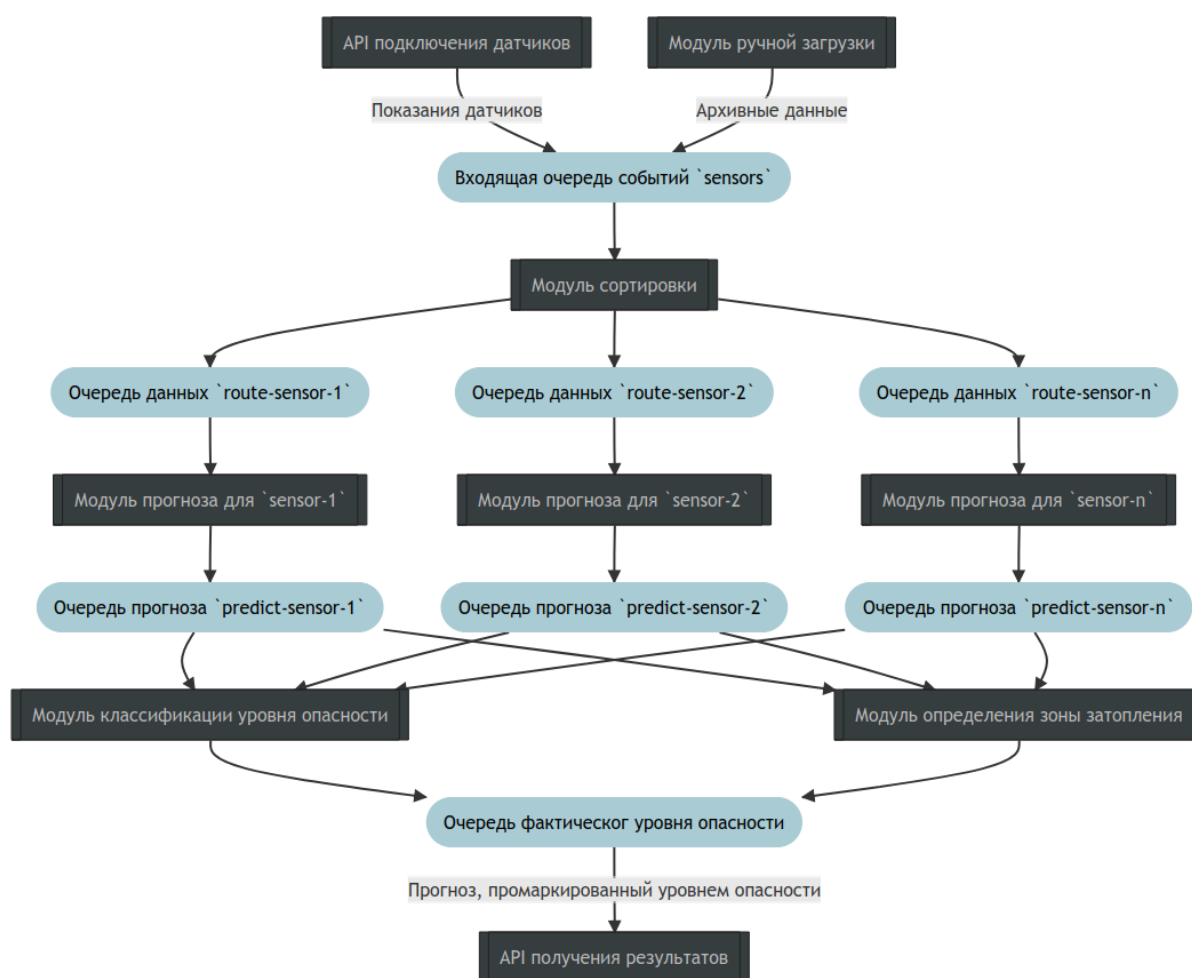 API подключения датчиков
Модуль ручной загрузки
Показания датчиков
Архивные данные
Входящая очередь событий `sensors`
Модуль сортировки
Очередь данных `route-sensor-1`
Очередь данных `route-sensor-2`
Очередь данных `route-sensor-n`
Модуль прогноза для `sensor-1`
Модуль прогноза для `sensor-2`
Модуль прогноза для `sensor-n`
Очередь прогноза `predict-sensor-1`
Очередь прогноза `predict-sensor-2`
Очередь прогноза `predict-sensor-n`
Модуль классификации уровня опасности
Модуль определения зоны затопления
Очередь фактическог уровня опасности
Прогноз, промаркированный уровнем опасности
API получения результатов